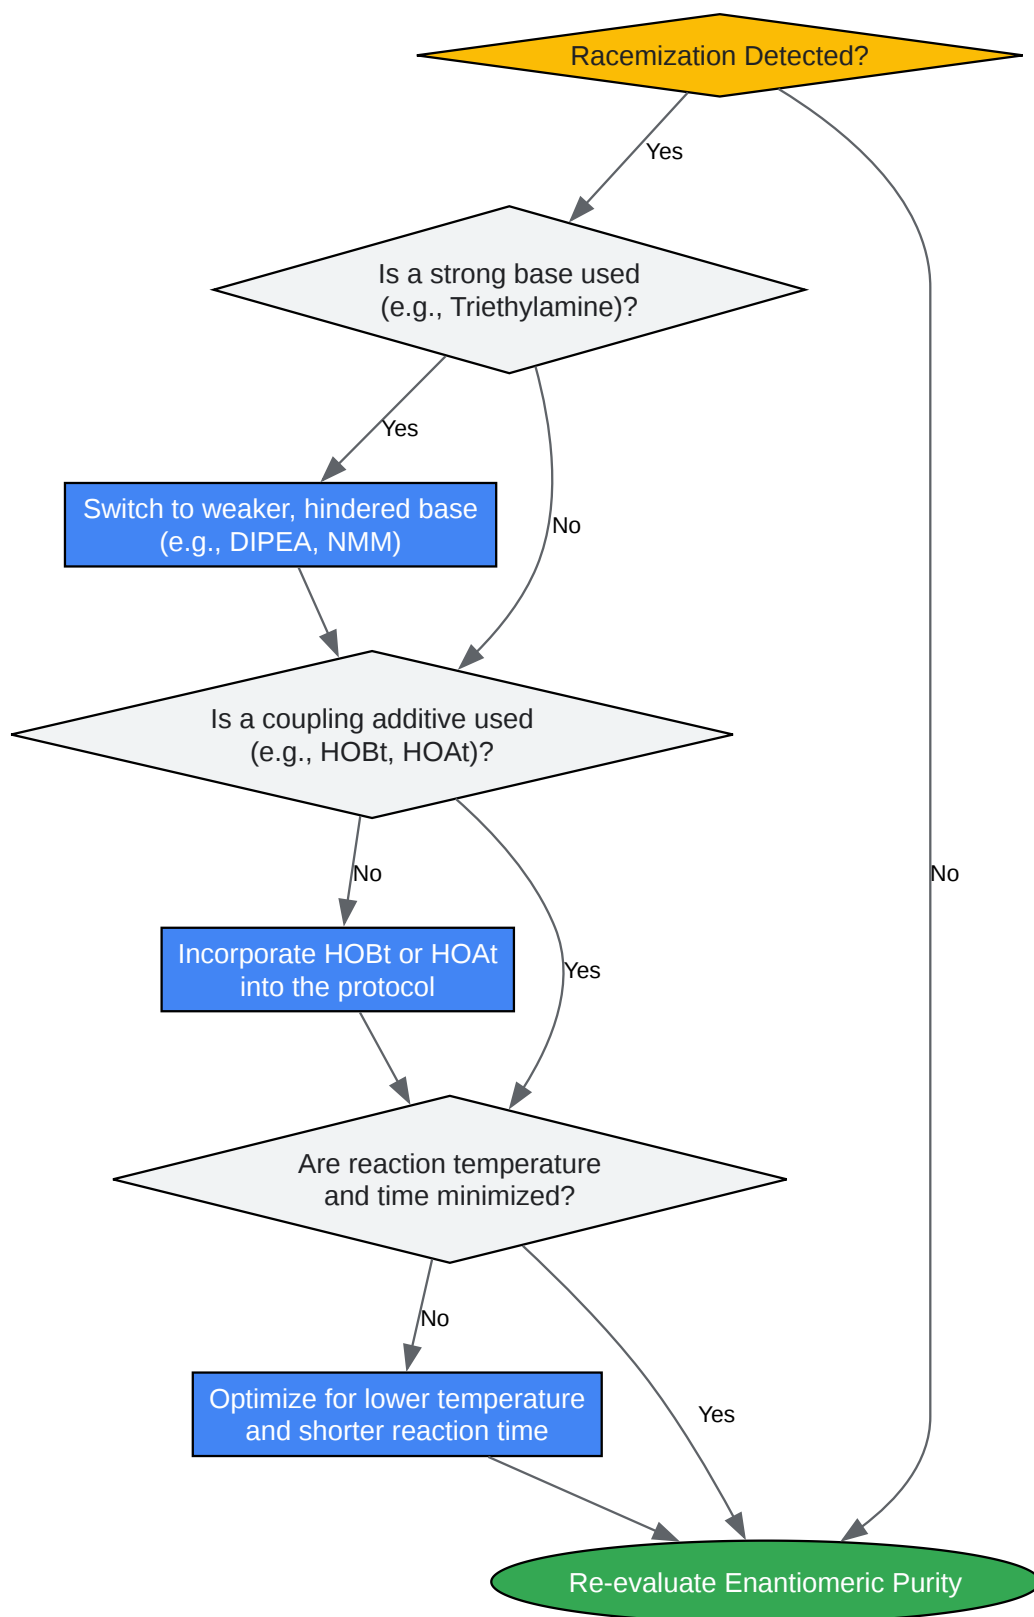 Racemization Detected?
Yes
Is a strong base used
(e.g., Triethylamine)?
Yes
Switch to weaker, hindered base
(e.g., DIPEA, NMM)
No
Is a coupling additive used
(e.g., HOBt, HOAt)?
No
No
Incorporate HOBt or HOAt
into the protocol
Yes
Are reaction temperature
and time minimized?
No
Optimize for lower temperature
and shorter reaction time
Yes
Re-evaluate Enantiomeric Purity